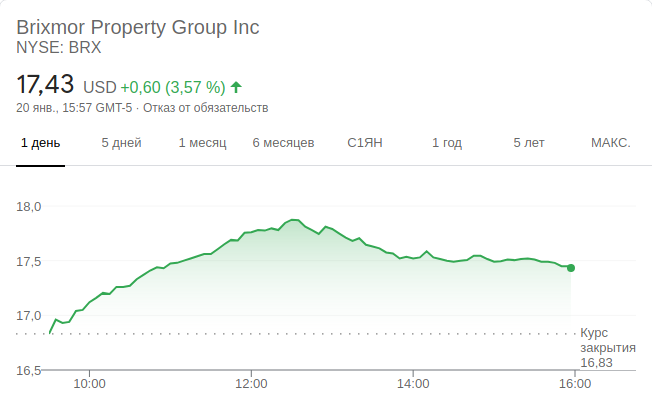 Brixmor Property Group Inc
NYSE: BRX
17,43 USD +0,60 (3,57 %)
20 янв., 15:57 GMT-5 · Отказ от обязательств
1 день 5 дней 1 месяц 6 месяцев С1ЯН 1 год 5 лет МАКС.
18,0
17,5
17,0
Курс
закрытия
16,83
16,5
10:00 12:00 14:00 16:00